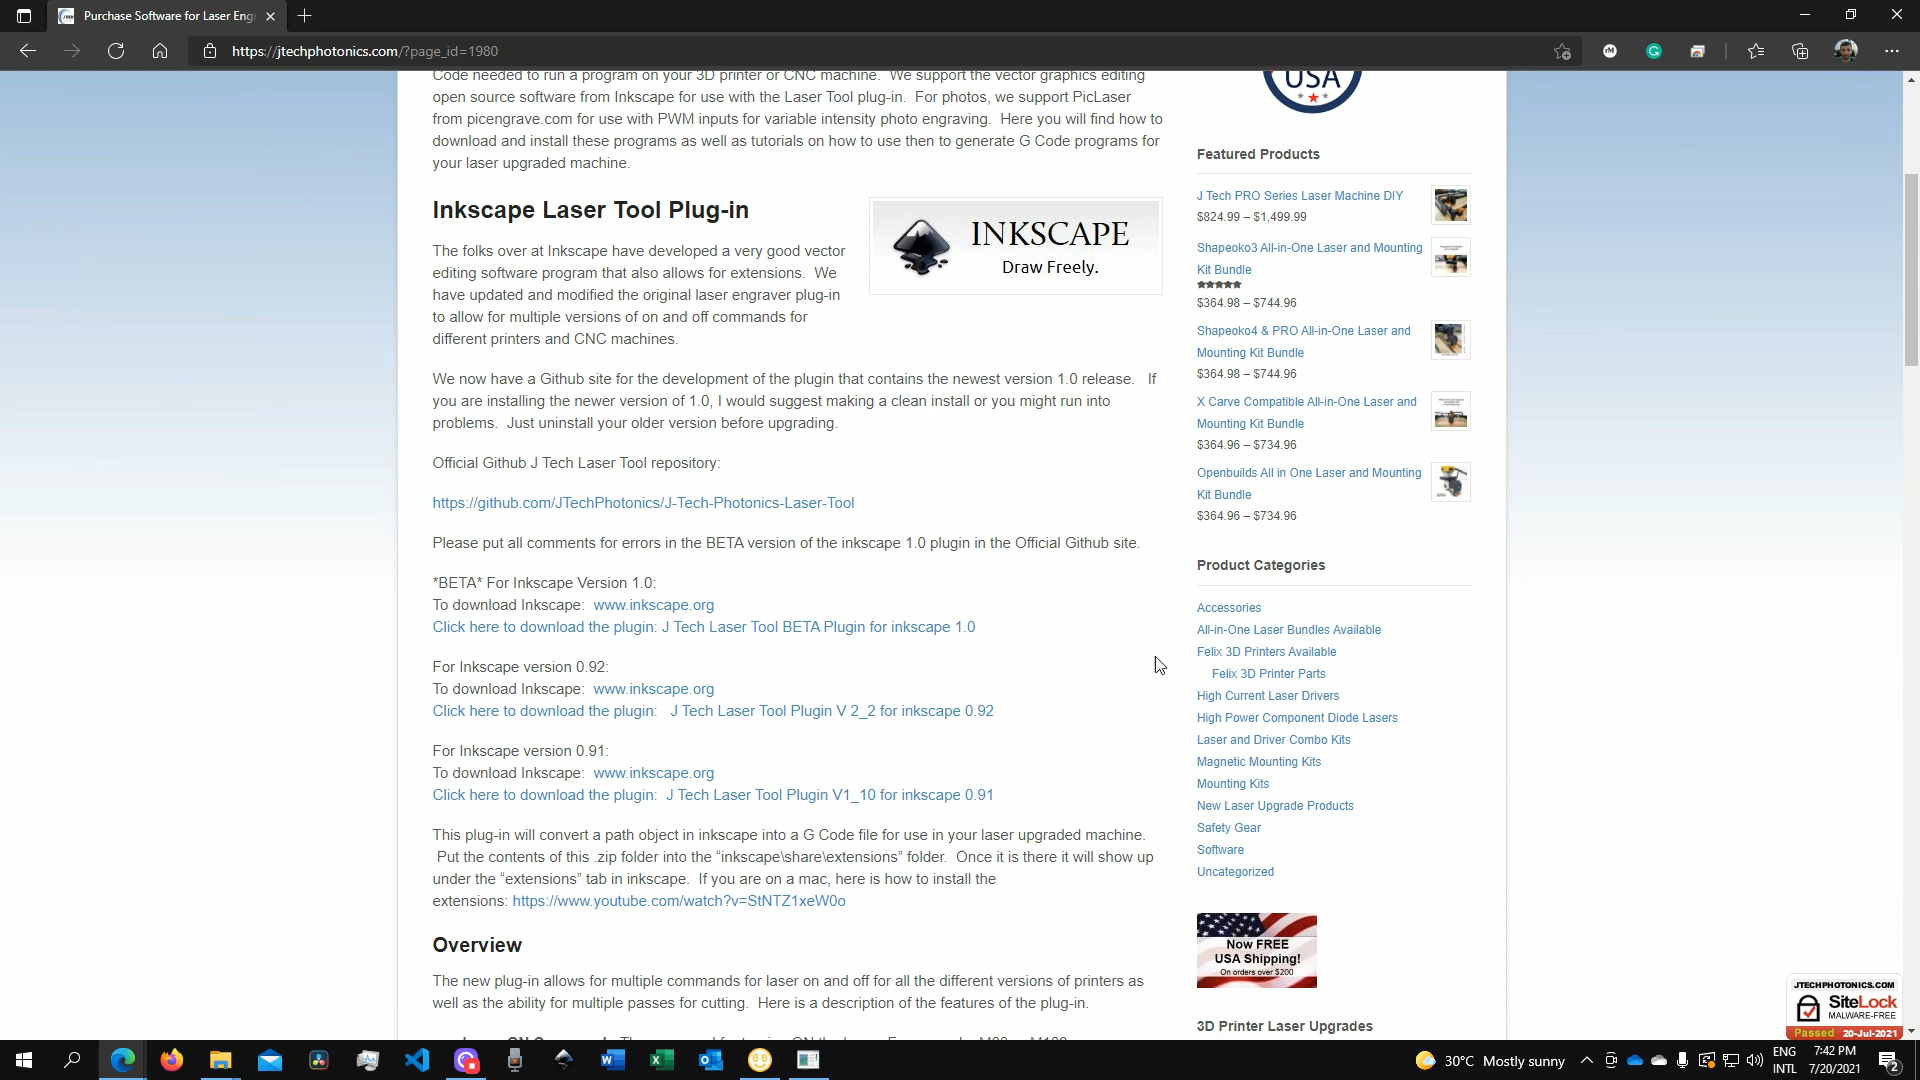 Purchase Software for Laser Eng
https://jtechphotonics.com/?page_id=1980
Code needed to run a program on your 3D printer or CNC machine. We support the vector graphics editing
open source software from Inkscape for use with the Laser Tool plug-in. For photos, we support PicLaser
from picengrave.com for use with PWM inputs for variable intensity photo engraving. Here you will find how to
download and install these programs as well as tutorials on how to use then to generate G Code programs for
your laser upgraded machine.
Inkscape Laser Tool Plug-in
INKSCAPE
Draw Freely.
The folks over at Inkscape have developed a very good vector
editing software program that also allows for extensions. We
have updated and modified the original laser engraver plug-in
to allow for multiple versions of on and off commands for
different printers and CNC machines.
We now have a Github site for the development of the plugin that contains the newest version 1.0 release. If
you are installing the newer version of 1.0, I would suggest making a clean install or you might run into
problems. Just uninstall your older version before upgrading.
Official Github J Tech Laser Tool repository:
https://github.com/JTechPhotonics/J-Tech-Photonics-Laser-Tool
Please put all comments for errors in the BETA version of the inkscape 1.0 plugin in the Official Github site.
*BETA* For Inkscape Version 1.0:
To download Inkscape: www.inkscape.org
Click here to download the plugin: J Tech Laser Tool BETA Plugin for inkscape 1.0
For Inkscape version 0.92:
To download Inkscape: www.inkscape.org
Click here to download the plugin: J Tech Laser Tool Plugin V 2_2 for inkscape 0.92
For Inkscape version 0.91:
To download Inkscape: www.inkscape.org
Click here to download the plugin: J Tech Laser Tool Plugin V1_10 for inkscape 0.91
This plug-in will convert a path object in inkscape into a G Code file for use in your laser upgraded machine.
Put the contents of this .zip folder into the “inkscape\share\extensions” folder. Once it is there it will show up
under the “extensions” tab in inkscape. If you are on a mac, here is how to install the
extensions: https://www.youtube.com/watch?v=StNTZ1xeW0o
Overview
The new plug-in allows for multiple commands for laser on and off for all the different versions of printers as
well as the ability for multiple passes for cutting. Here is a description of the features of the plug-in.
USA
Featured Products
J Tech PRO Series Laser Machine DIY
$824.99 – $1,499.99
Shapeoko3 All-in-One Laser and Mounting
Kit Bundle
$364.98 – $744.96
Shapeoko4 & PRO All-in-One Laser and
Mounting Kit Bundle
$364.98 – $744.96
X Carve Compatible All-in-One Laser and
Mounting Kit Bundle
$364.96 – $734.96
Openbuilds All in One Laser and Mounting
Kit Bundle
$364.96 – $734.96
Product Categories
Accessories
All-in-One Laser Bundles Available
Felix 3D Printers Available
Felix 3D Printer Parts
High Current Laser Drivers
High Power Component Diode Lasers
Laser and Driver Combo Kits
Magnetic Mounting Kits
Mounting Kits
New Laser Upgrade Products
Safety Gear
Software
Uncategorized
Now FREE
USA Shipping!
On orders over $200
3D Printer Laser Upgrades
JTECHPHOTONICS.COM
SiteLock
MALWARE-FREE
Passed 20-Jul-2021
30°C Mostly sunny
ENG
INTL
7:42 PM
7/20/2021
2